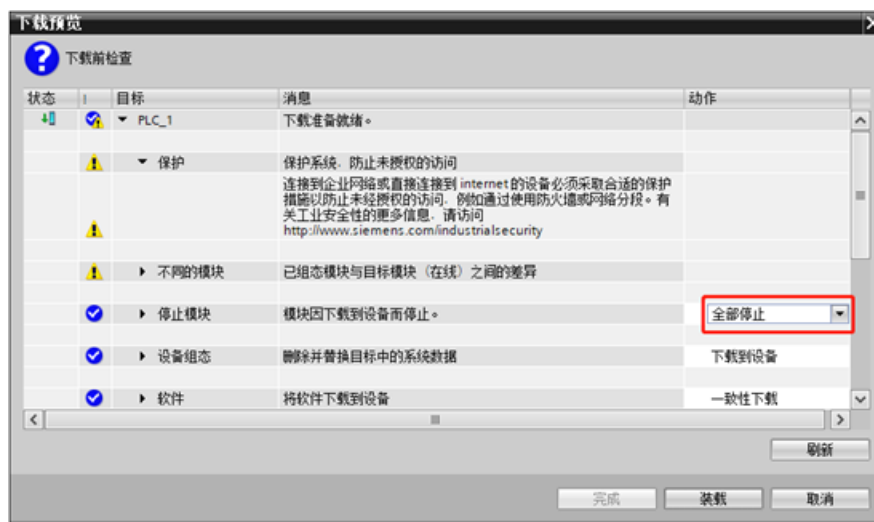 下载预览
下载前检查
状态 ! 目标 消息 动作
PLC_1 下载准备就绪。
保护 保护系统，防止未授权的访问
连接到企业网络或直接连接到 internet 的设备必须采取合适的保护
措施以防止未经授权的访问，例如通过使用防火墙或网络分段。有
关工业安全性的更多信息，请访问
http://www.siemens.com/industrialsecurity
不同的模块 已组态模块与目标模块（在线）之间的差异
停止模块 模块因下载到设备而停止。 全部停止
设备组态 删除并替换目标中的系统数据 下载到设备
软件 将软件下载到设备 一致性下载
刷新
完成 装载 取消